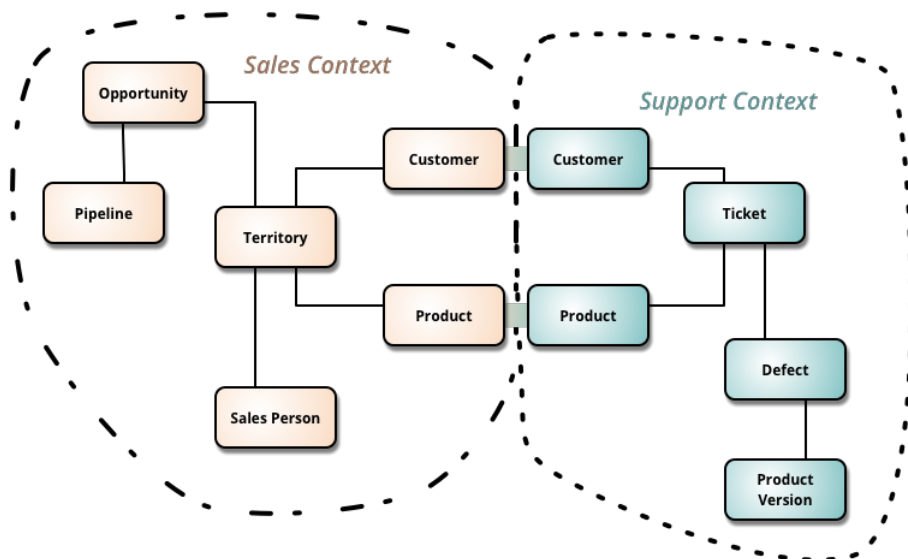 Sales Context
Support Context
Opportunity
Customer
Customer
Pipeline
Ticket
Territory
Product
Product
Defect
Sales Person
Product
Version